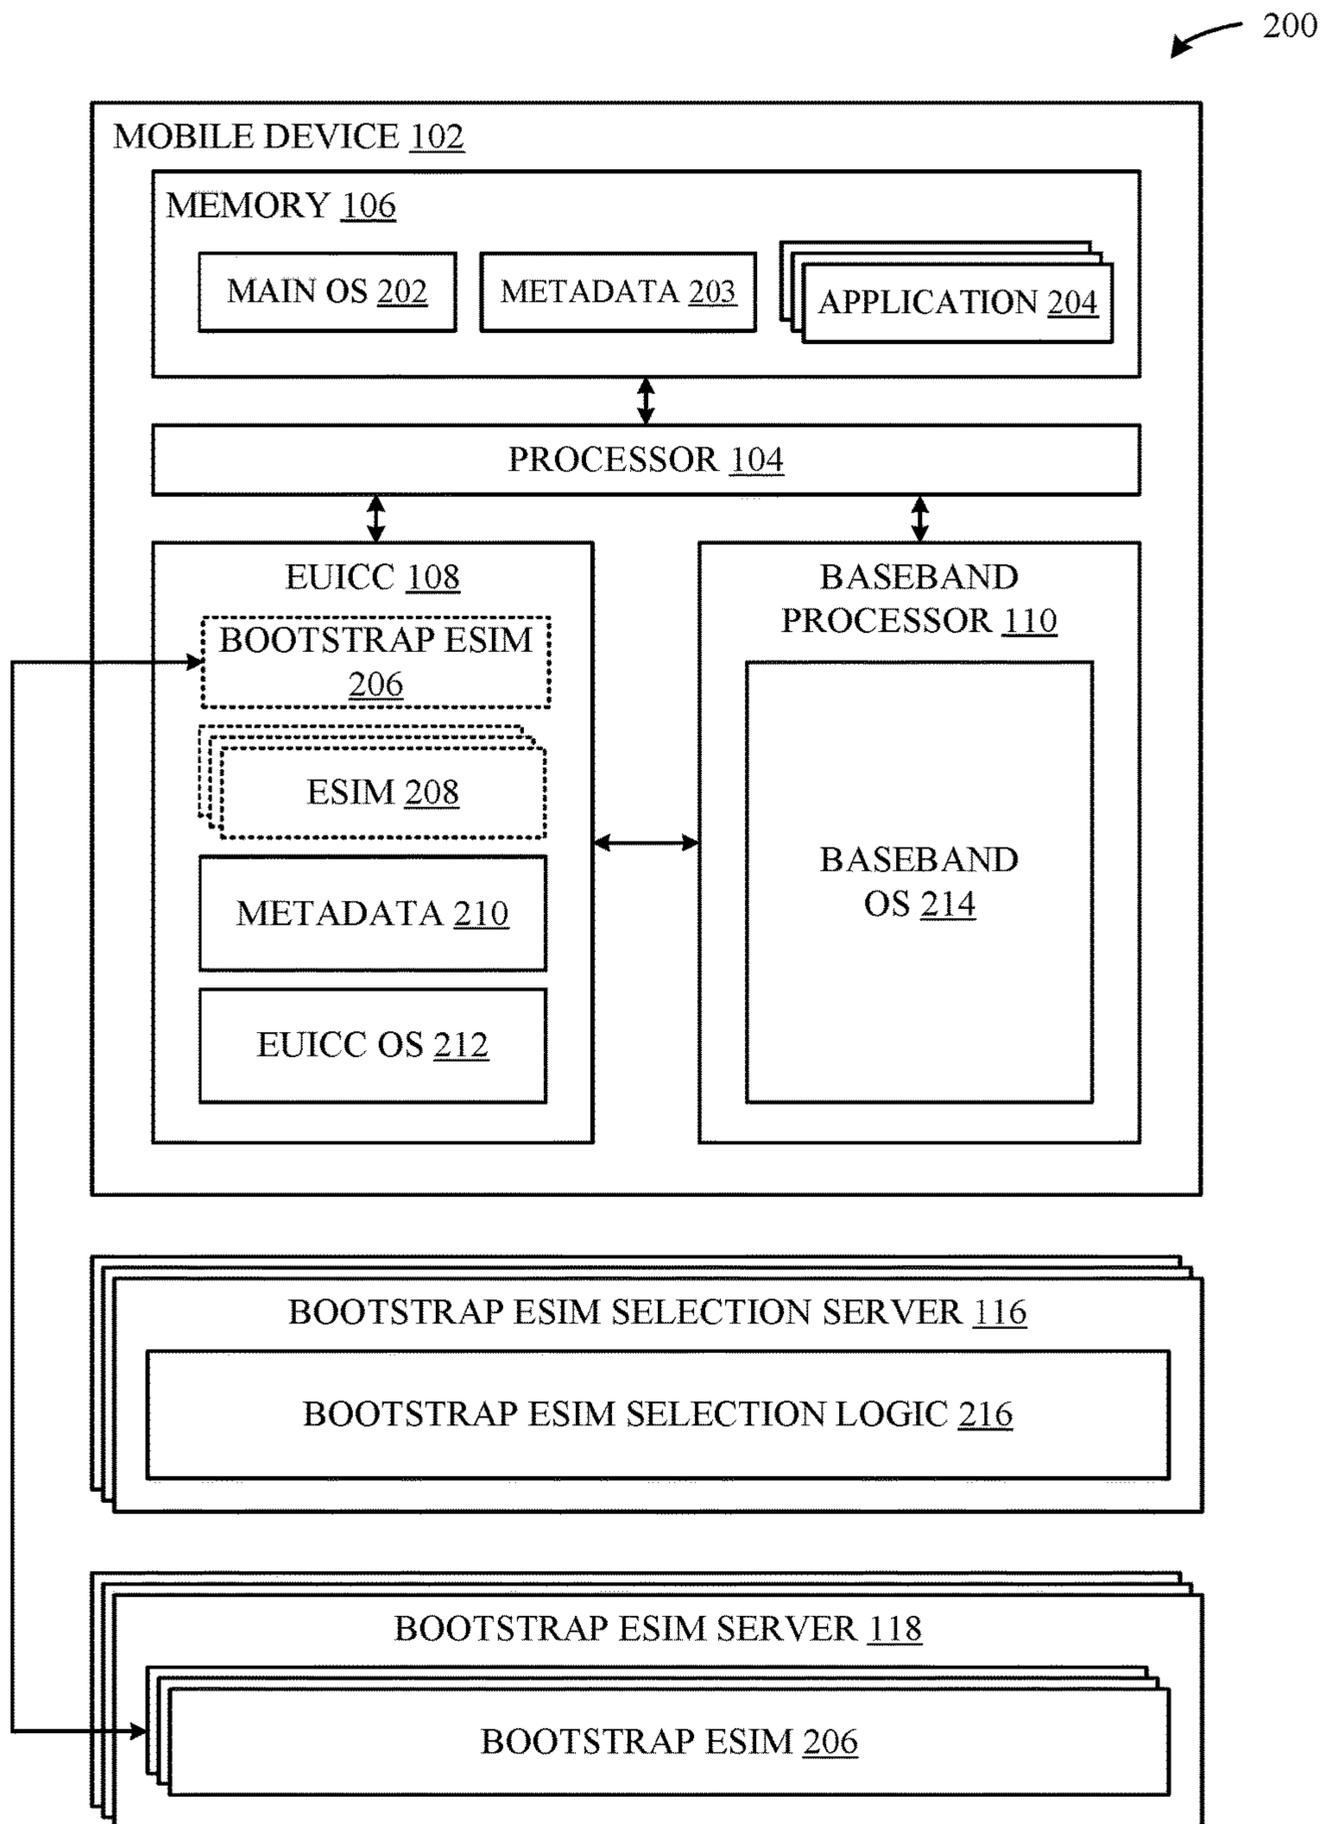 200
MOBILE DEVICE 102
MEMORY 106
MAIN OS 202
METADATA 203
APPLICATION 204
PROCESSOR 104
EUICC 108
BOOTSTRAP ESIM
206
ESIM 208
METADATA 210
EUICC OS 212
BASEBAND
PROCESSOR 110
BASEBAND
OS 214
BOOTSTRAP ESIM SELECTION SERVER 116
BOOTSTRAP ESIM SELECTION LOGIC 216
BOOTSTRAP ESIM SERVER 118
BOOTSTRAP ESIM 206